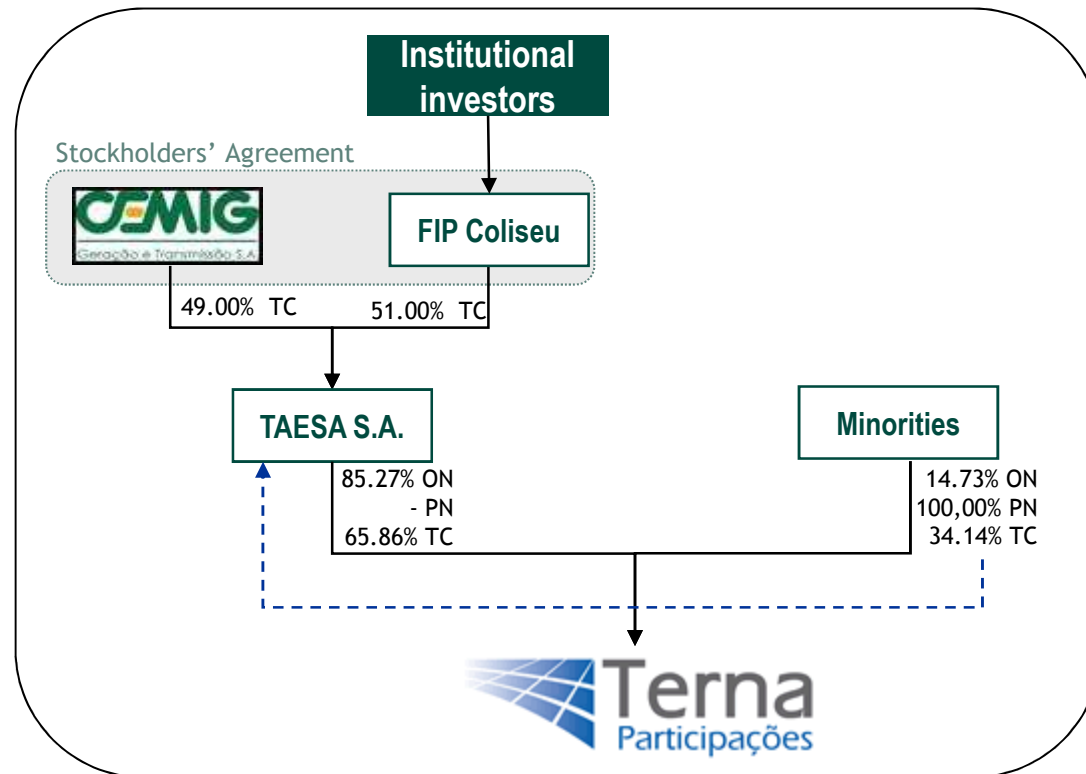 Institutional
investors
Stockholders' Agreement
CEMIG
Geração e Transmissão S.A.
FIP Coliseu
49.00% TC
51.00% TC
TAESA S.A.
Minorities
85.27% ON
- PN
65.86% TC
14.73% ON
100,00% PN
34.14% TC
Terna
Participações